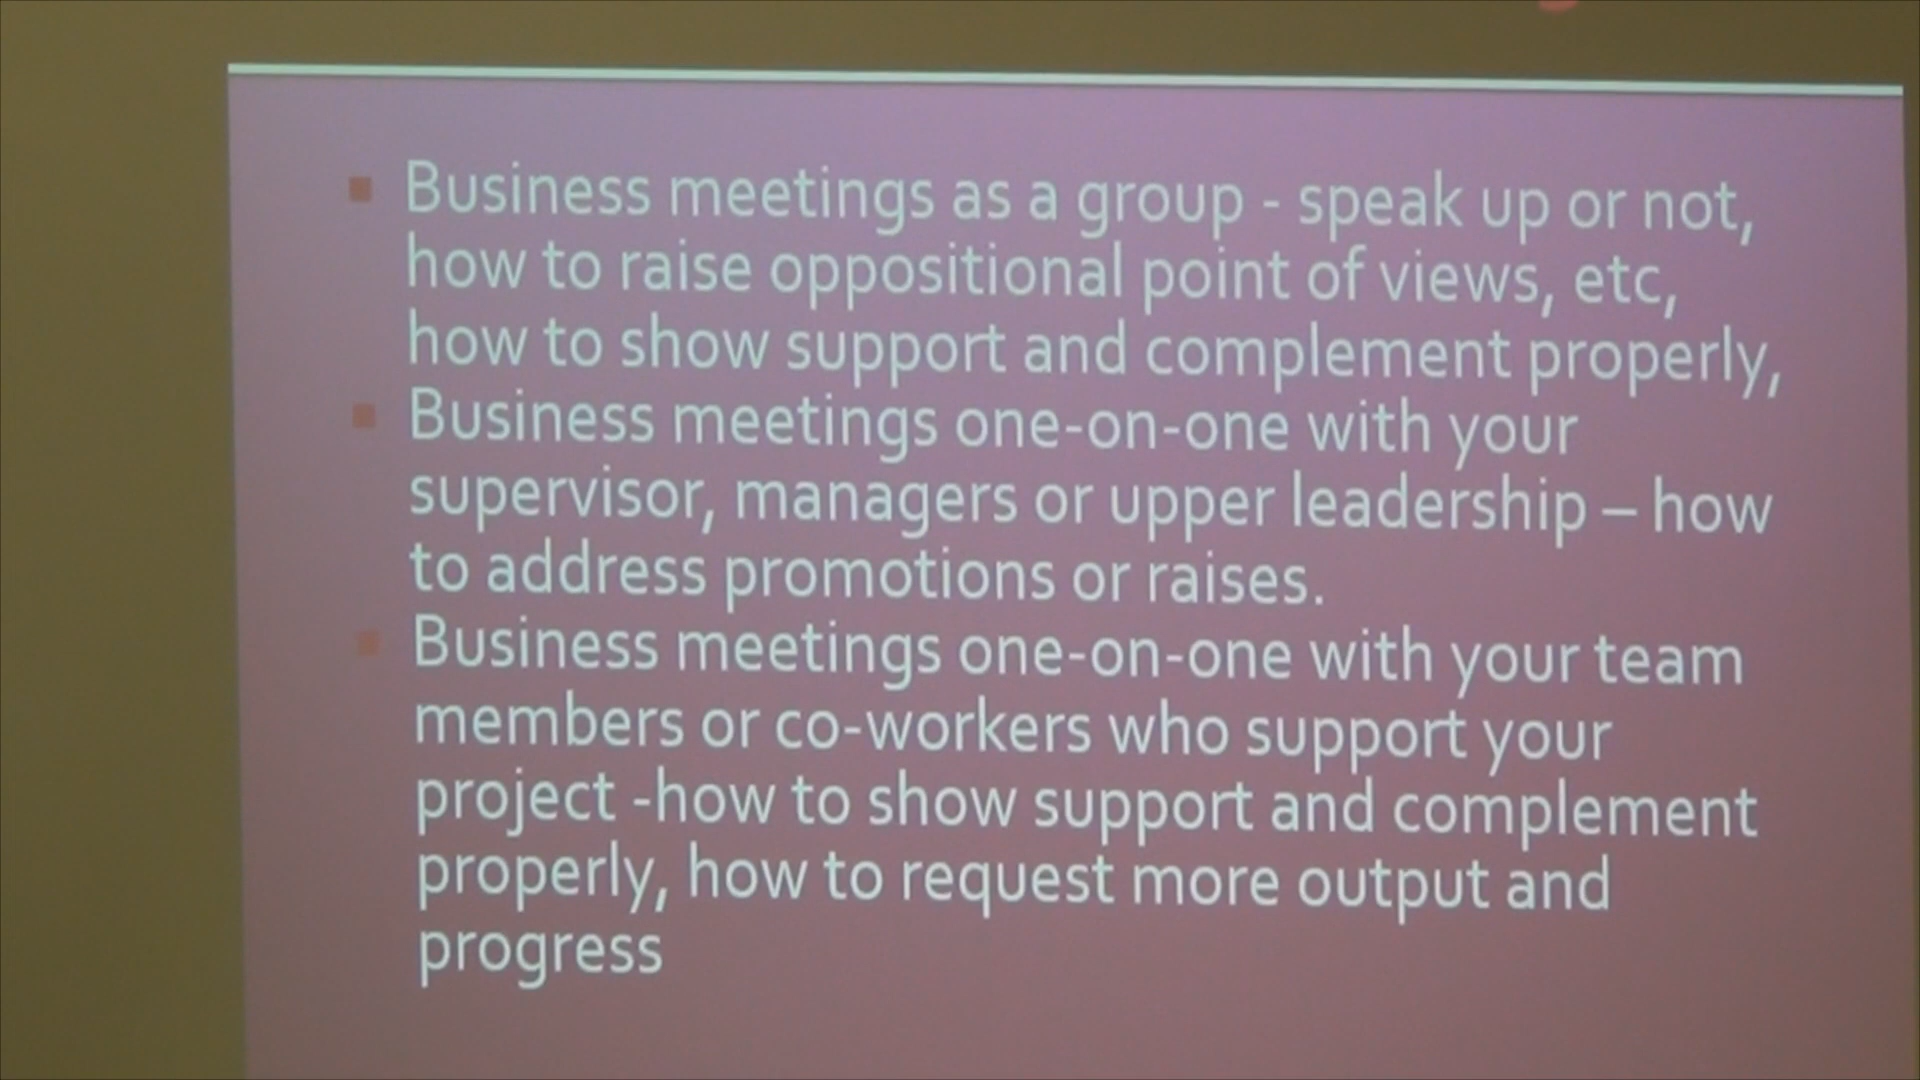 ▪ Business meetings as a group - speak up or not,
how to raise oppositional point of views, etc,
how to show support and complement properly,
▪ Business meetings one-on-one with your
supervisor, managers or upper leadership – how
to address promotions or raises.
▪ Business meetings one-on-one with your team
members or co-workers who support your
project -how to show support and complement
properly, how to request more output and
progress